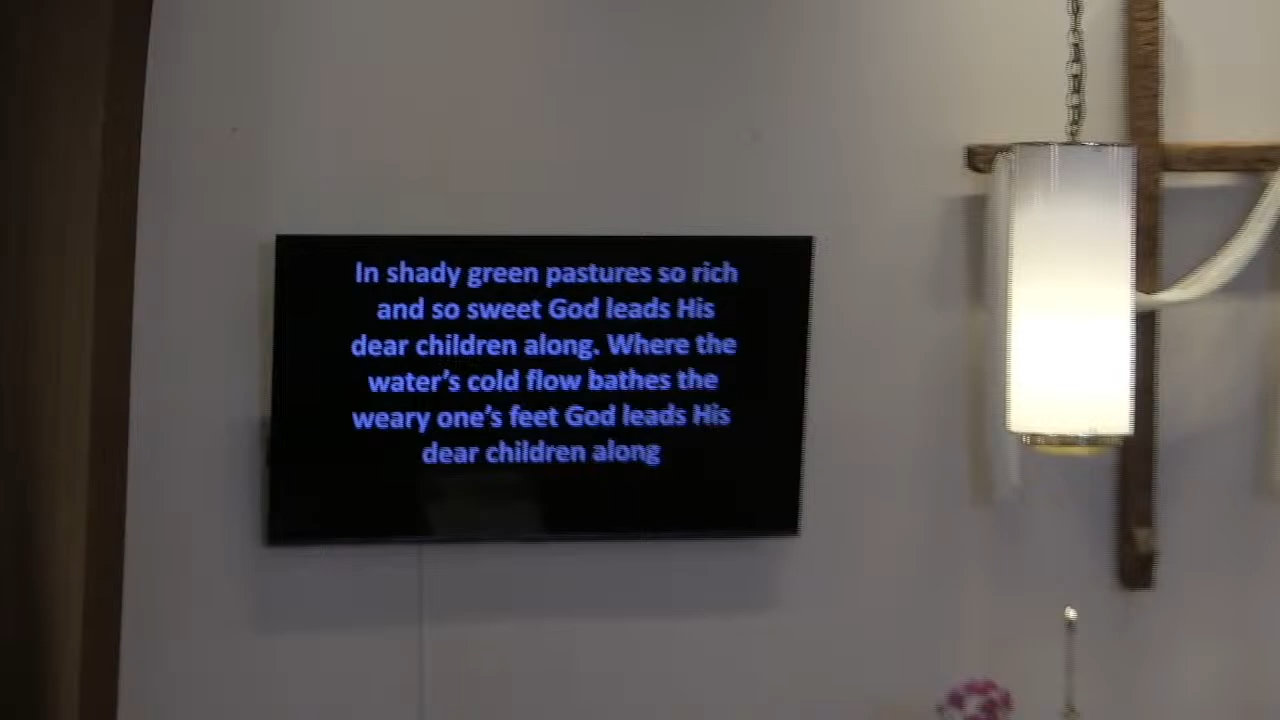 In shady green pastures so rich
and so sweet God leads His
dear children along. Where the
water’s cold flow bathes the
weary one’s feet God leads His
dear children along